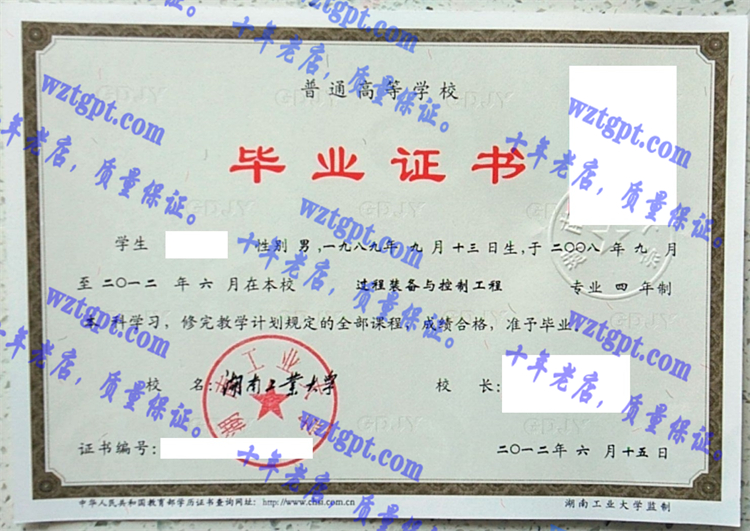 普通高等学校
毕业证书
学生 性别 男 ,一九八九年 九 月 十三 日生,于 二〇〇八 年 九 月
至 二〇一二 年 六 月在本校 过程装备与控制工程 专业 四 年制
本 科学习, 修完教学计划规定的全部课程, 成绩合格, 准予毕业。
校 名: 湖南工業大学 校 长:
证书编号: 二〇一二年 六 月十五日
中华人民共和国教育部学历证书查询网址: http://www.chsi.com.cn 湖南工业大学监制
wztgpt.com
十年老店，质量保证。